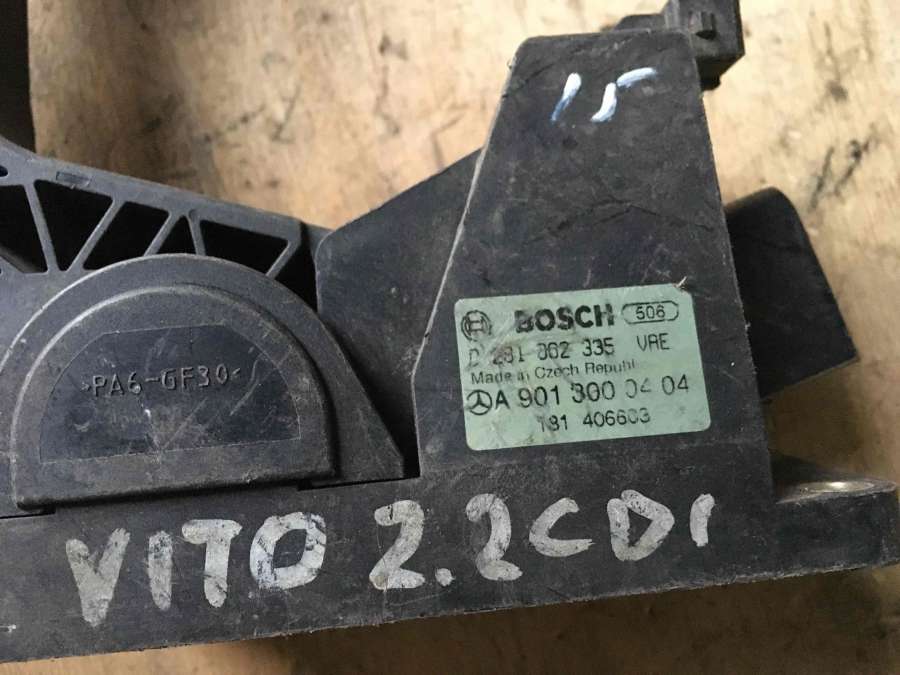 15
BOSCH 506
0 281 002 335 VRE
Made in Czech Republi
A 901 300 04 04
181 406603
>PA6-GF30<
VITO 2.2CDI